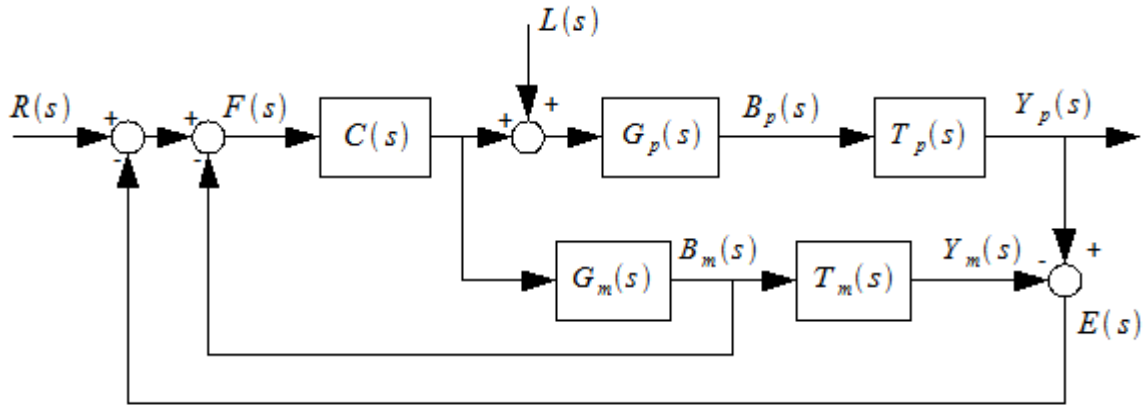 L(s)
R(s) + + F(s) + + B_p(s) Y_p(s)
C(s) G_p(s) T_p(s)
- -
B_m(s) Y_m(s) - +
G_m(s) T_m(s)
E(s)